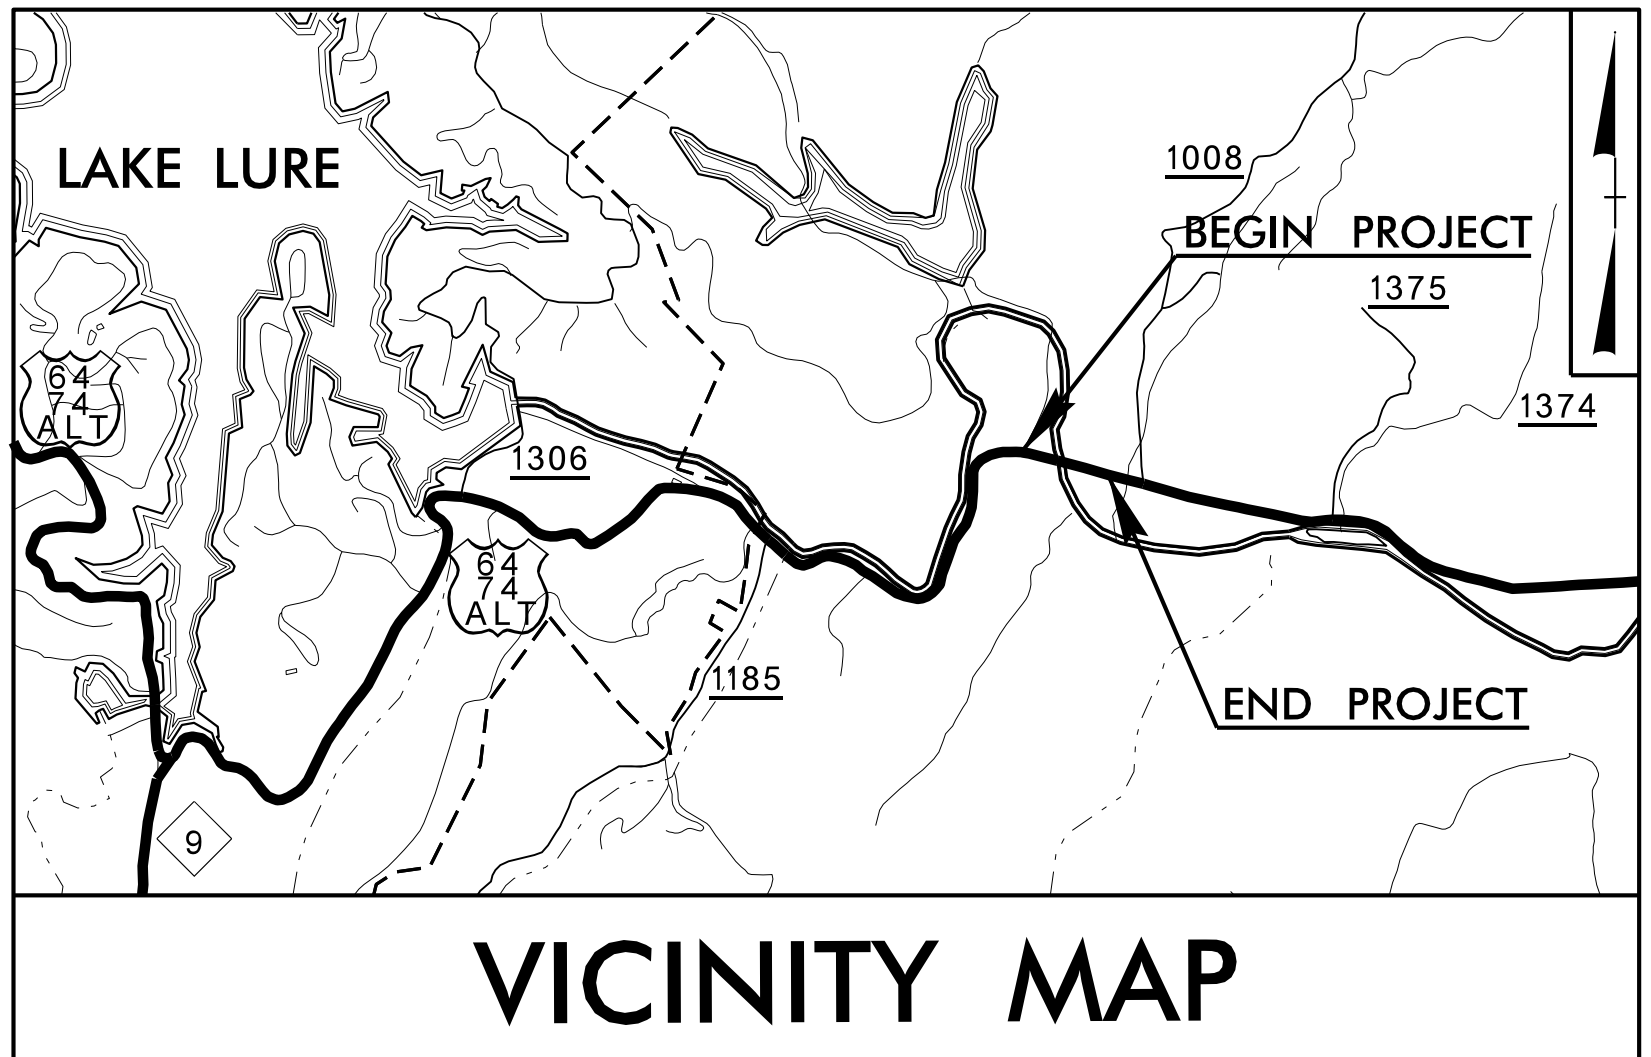 LAKE LURE
1008
BEGIN PROJECT
1375
64
74
ALT
1374
1306
64
74
ALT
1185
END PROJECT
9
VICINITY MAP